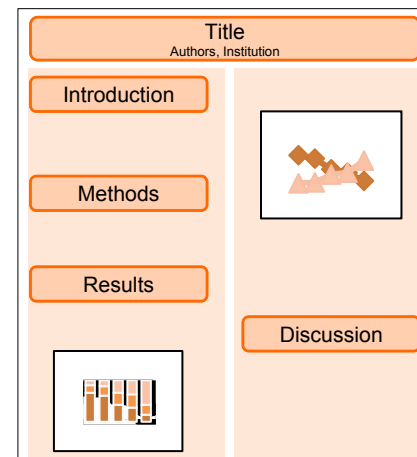 Title
Authors, Institution
Introduction
Methods
Results
Discussion